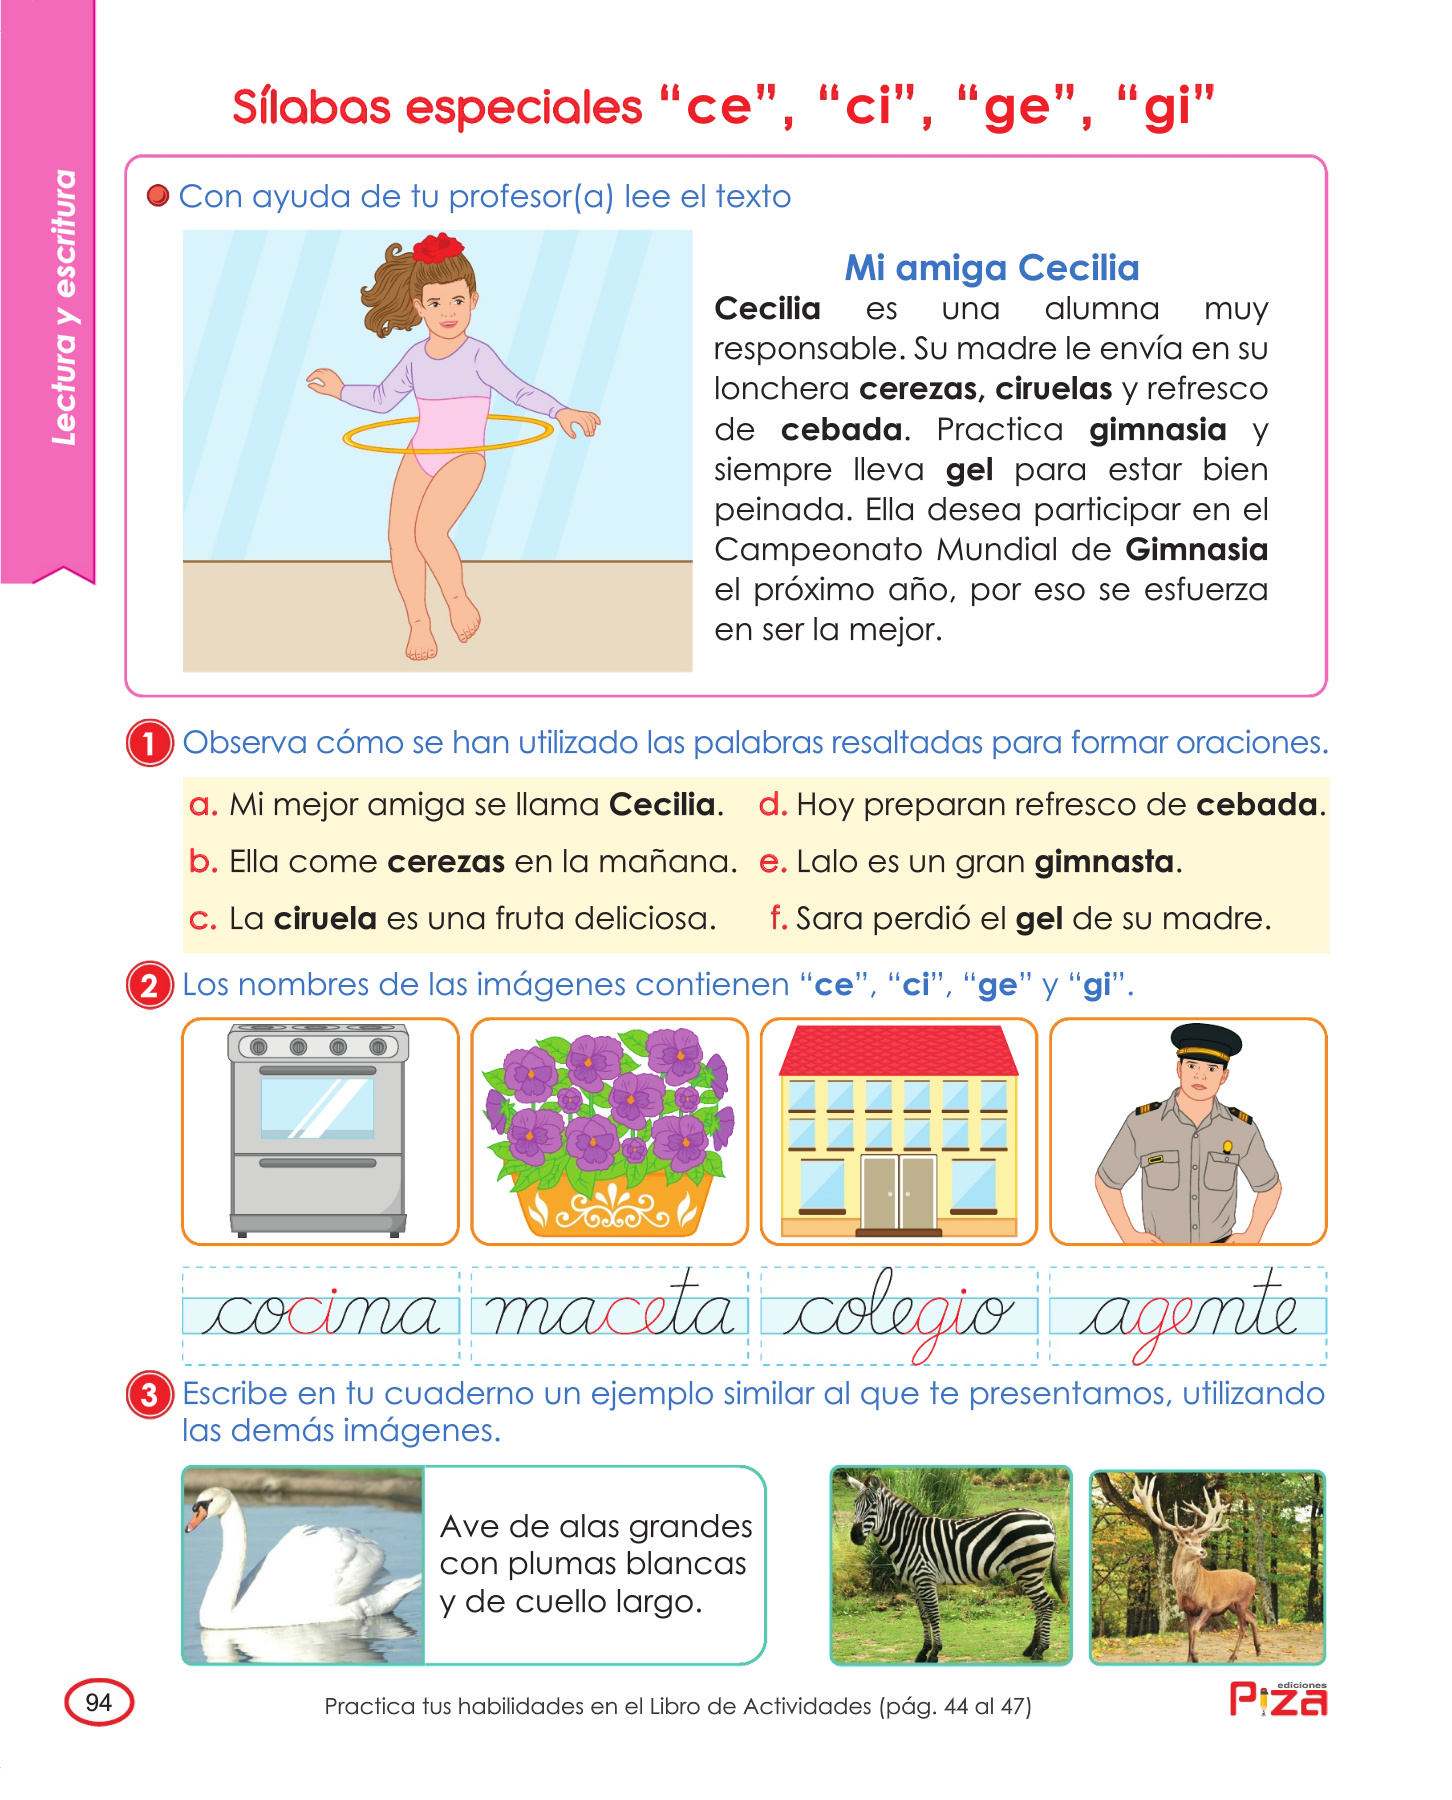 Lectura y escritura
Sílabas especiales “ce”, “ci”, “ge”, “gi”
Con ayuda de tu profesor(a) lee el texto
Mi amiga Cecilia
Cecilia es una alumna muy
responsable. Su madre le envía en su
lonchera cerezas, ciruelas y refresco
de cebada. Practica gimnasia y
siempre lleva gel para estar bien
peinada. Ella desea participar en el
Campeonato Mundial de Gimnasia
el próximo año, por eso se esfuerza
en ser la mejor.
1 Observa cómo se han utilizado las palabras resaltadas para formar oraciones.
a. Mi mejor amiga se llama Cecilia.
b. Ella come cerezas en la mañana.
c. La ciruela es una fruta deliciosa.
d. Hoy preparan refresco de cebada.
e. Lalo es un gran gimnasta.
f. Sara perdió el gel de su madre.
2 Los nombres de las imágenes contienen “ce”, “ci”, “ge” y “gi”.
cocina
maceta
colegio
agente
3 Escribe en tu cuaderno un ejemplo similar al que te presentamos, utilizando
las demás imágenes.
Ave de alas grandes
con plumas blancas
y de cuello largo.
94
Practica tus habilidades en el Libro de Actividades (pág. 44 al 47)
ediciones
Piza